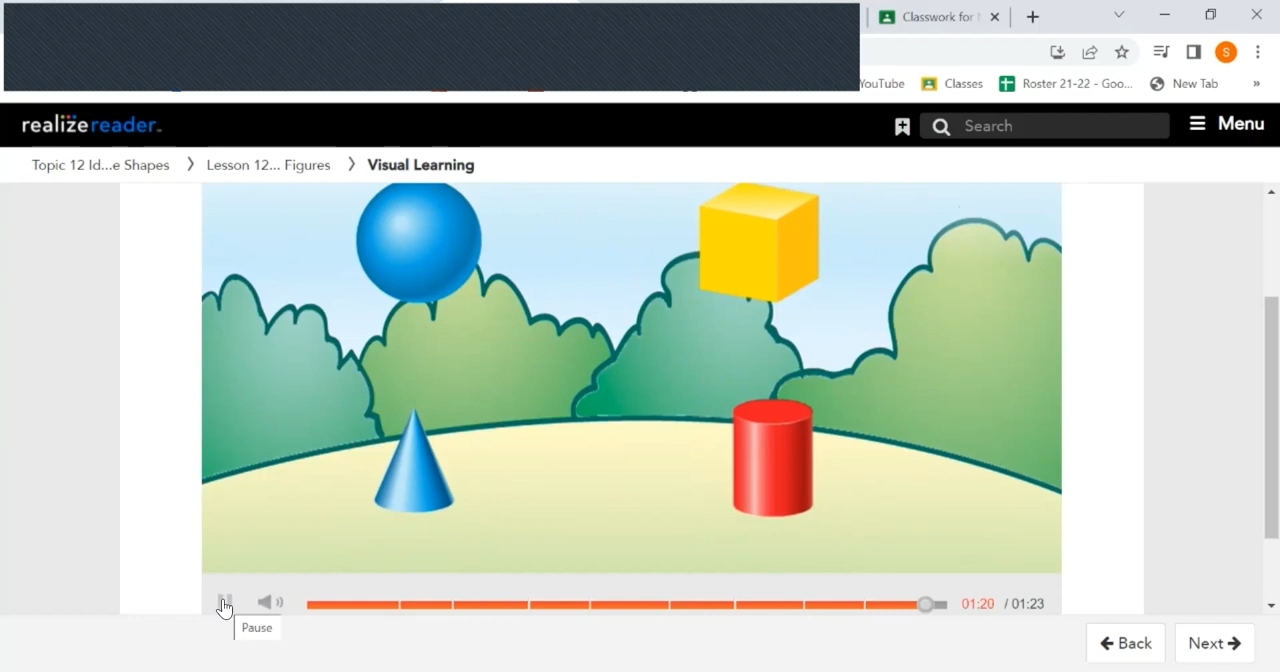 Classwork for
YouTube Classes Roster 21-22 - Goo... New Tab »
realizereader™ Search Menu
Topic 12 Id...e Shapes Lesson 12... Figures Visual Learning
01:20 / 01:23
Pause
Back Next
S